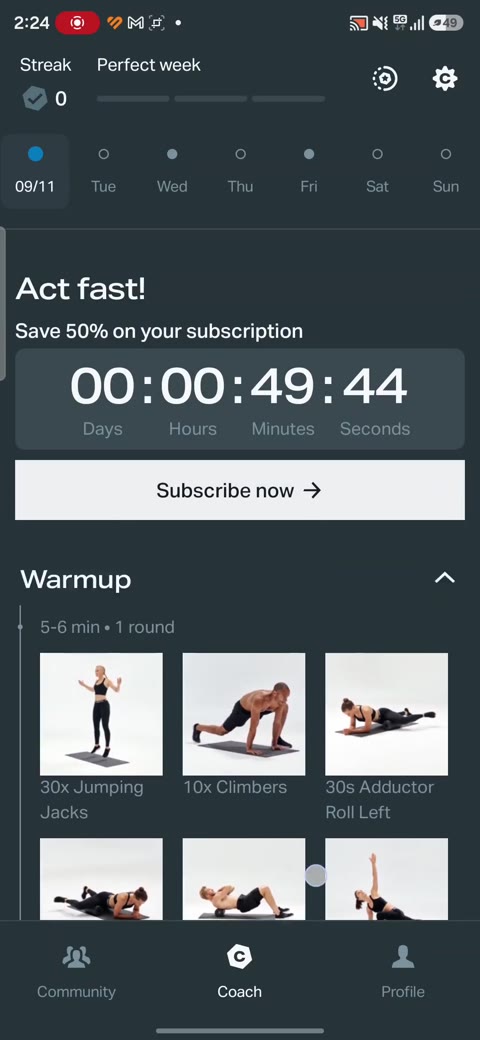 2:24
5G
49
Streak
Perfect week
0
09/11
Tue
Wed
Thu
Fri
Sat
Sun
Act fast!
Save 50% on your subscription
00 : 00 : 49 : 44
Days
Hours
Minutes
Seconds
Subscribe now →
Warmup
5-6 min • 1 round
30x Jumping
Jacks
10x Climbers
30s Adductor
Roll Left
Community
C
Coach
Profile